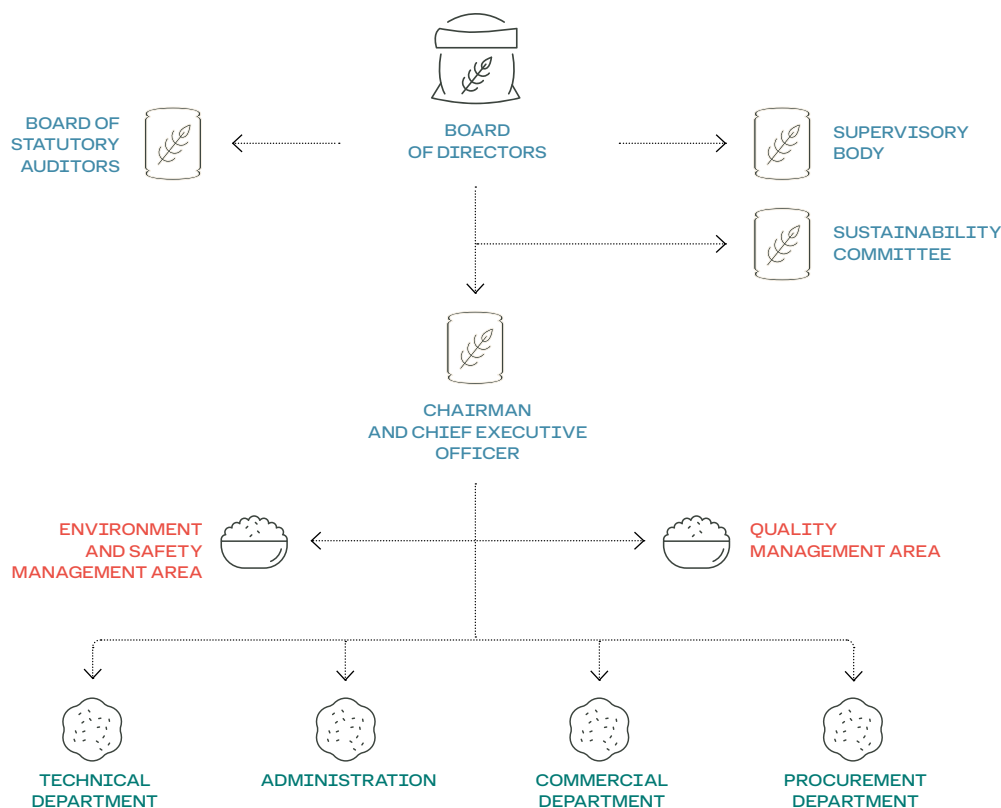 BOARD OF
STATUTORY
AUDITORS
BOARD
OF DIRECTORS
SUPERVISORY
BODY
SUSTAINABILITY
COMMITTEE
CHAIRMAN
AND CHIEF EXECUTIVE
OFFICER
ENVIRONMENT
AND SAFETY
MANAGEMENT AREA
QUALITY
MANAGEMENT AREA
TECHNICAL
DEPARTMENT
ADMINISTRATION
COMMERCIAL
DEPARTMENT
PROCUREMENT
DEPARTMENT